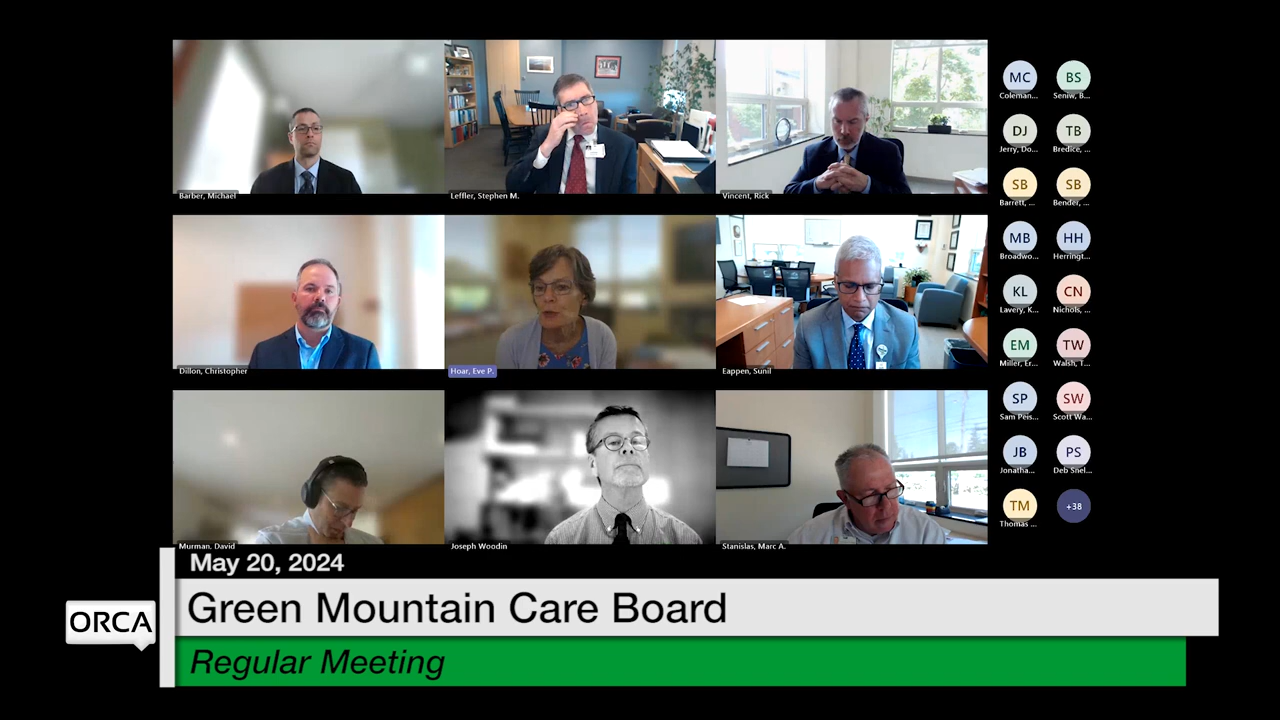 MC
BS
Coleman...
Seniw, B...
DJ
TB
Jerry, Do...
Bredice, ...
Barber, Michael
Leffler, Stephen M.
Vincent, Rick
SB
SB
Barrett, ...
Bender, ...
MB
HH
Broadwo...
Herringt...
KL
CN
Lavery, K...
Nichols, ...
EM
TW
Miller, Er...
Walsh, T...
Dillon, Christopher
Hoar, Eve P.
Eappen, Sunil
SP
SW
Sam Peis...
Scott Wa...
JB
PS
Jonatha...
Deb Snel...
TM
+38
Thomas ...
Murman, David
Joseph Woodin
Stanislas, Marc A.
May 20, 2024
ORCA
Green Mountain Care Board
Regular Meeting